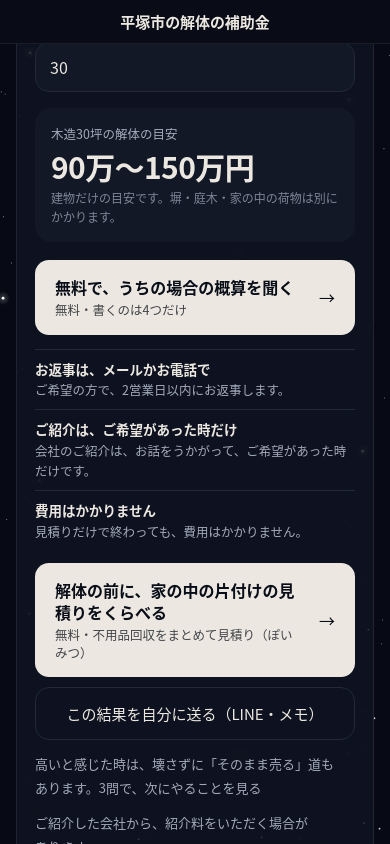 平塚市の解体の補助金
30
木造30坪の解体の目安
90万〜150万円
建物だけの目安です。塀・庭木・家の中の荷物は別に
かかります。
無料で、うちの場合の概算を聞く
無料・書くのは4つだけ
→
お返事は、メールかお電話で
ご希望の方で、2営業日以内にお返事します。
ご紹介は、ご希望があった時だけ
会社のご紹介は、お話をうかがって、ご希望があった時
だけです。
費用はかかりません
見積りだけで終わっても、費用はかかりません。
解体の前に、家の中の片付けの見
積りをくらべる
無料・不用品回収をまとめて見積り（ぽい
みつ）
→
この結果を自分に送る（LINE・メモ）
高いと感じた時は、壊さずに「そのまま売る」道も
あります。3問で、次にやることを見る
ご紹介した会社から、紹介料をいただく場合が